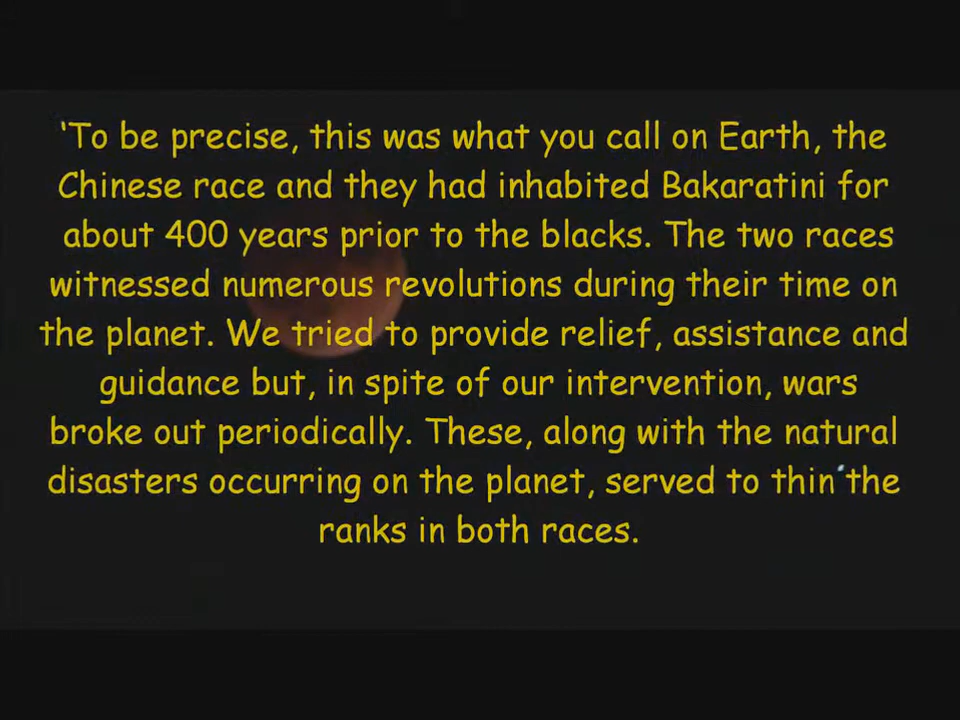 ‘To be precise, this was what you call on Earth, the
Chinese race and they had inhabited Bakaratini for
about 400 years prior to the blacks. The two races
witnessed numerous revolutions during their time on
the planet. We tried to provide relief, assistance and
guidance but, in spite of our intervention, wars
broke out periodically. These, along with the natural
disasters occurring on the planet, served to thin the
ranks in both races.